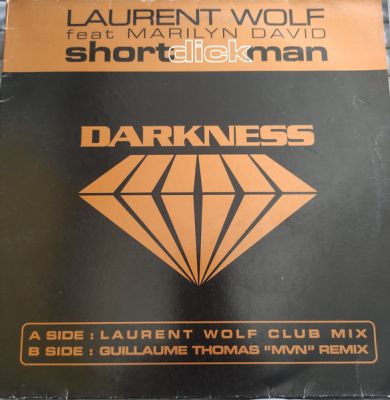 LAURENT WOLF
feat MARILYN DAVID
shortdickman
DARKNESS
A SIDE : LAURENT WOLF CLUB MIX
B SIDE : GUILLAUME THOMAS "MVN" REMIX